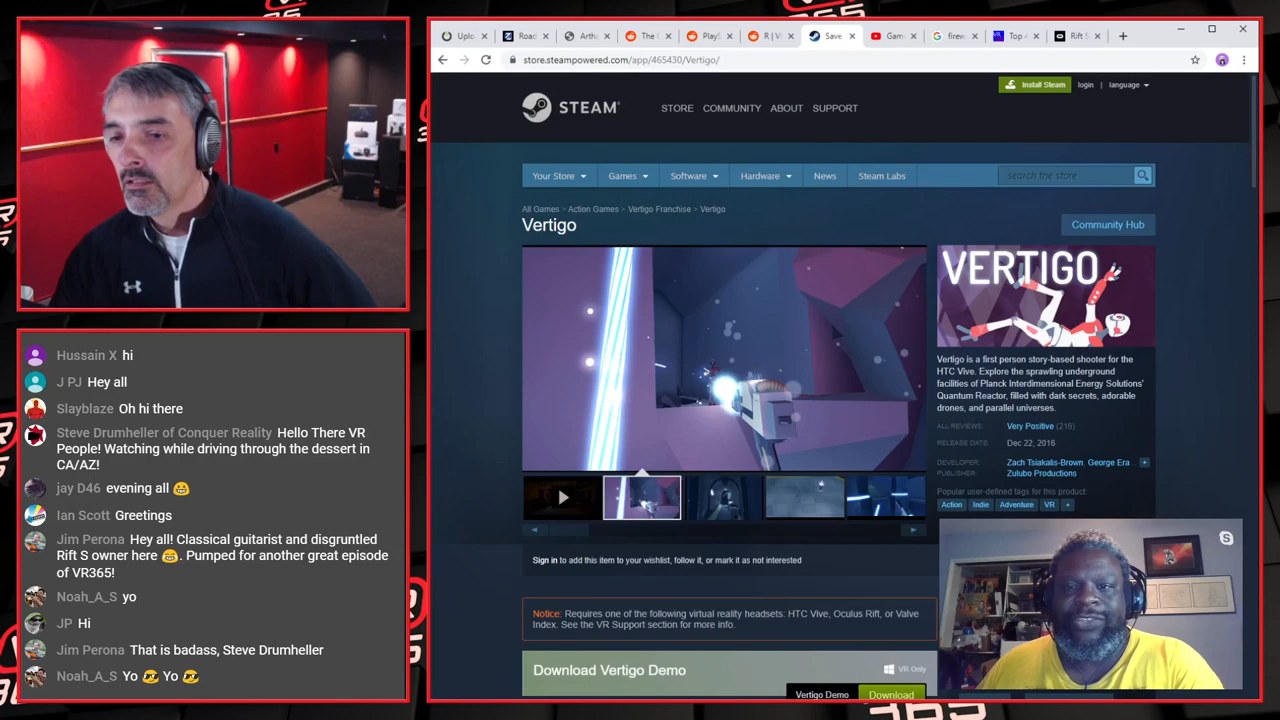 Uplo
Road
Arth
The
PlayS
R | V
Save
Gam
firew
Top
Rift S
store.steampowered.com/app/465430/Vertigo/
Install Steam
login
language
STEAM
STORE
COMMUNITY
ABOUT
SUPPORT
Your Store
Games
Software
Hardware
News
Steam Labs
search the store
All Games > Action Games > Vertigo Franchise > Vertigo
Vertigo
Community Hub
VERTIGO
Vertigo is a first person story-based shooter for the
HTC Vive. Explore the sprawling underground
facilities of Planck Interdimensional Energy Solutions'
Quantum Reactor, filled with dark secrets, adorable
drones, and parallel universes.
ALL REVIEWS: Very Positive (216)
RELEASE DATE: Dec 22, 2016
DEVELOPER: Zach Tsiakalis-Brown George Era +
PUBLISHER: Zulubo Productions
Popular user-defined tags for this product:
Action Indie Adventure VR +
Sign in to add this item to your wishlist, follow it, or mark it as not interested
Notice: Requires one of the following virtual reality headsets: HTC Vive, Oculus Rift, or Valve
Index. See the VR Support section for more info.
Download Vertigo Demo
VR Only
Vertigo Demo
Download
Hussain X hi
J PJ Hey all
Slayblaze Oh hi there
Steve Drumheller of Conquer Reality Hello There VR
People! Watching while driving through the dessert in
CA/AZ!
jay D46 evening all 😀
Ian Scott Greetings
Jim Perona Hey all! Classical guitarist and disgruntled
Rift S owner here 😂. Pumped for another great episode
of VR365!
Noah_A_S yo
JP Hi
Jim Perona That is badass, Steve Drumheller
Noah_A_S Yo Yo
365